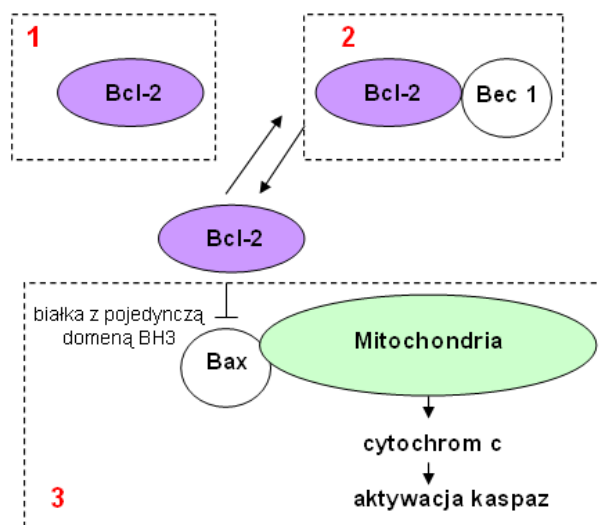 1
Bcl-2
2
Bcl-2
Bec 1
Bcl-2
białka z pojedynczą
domeną BH3
Bax
Mitochondria
cytochrom c
aktywacja kaspaz
3